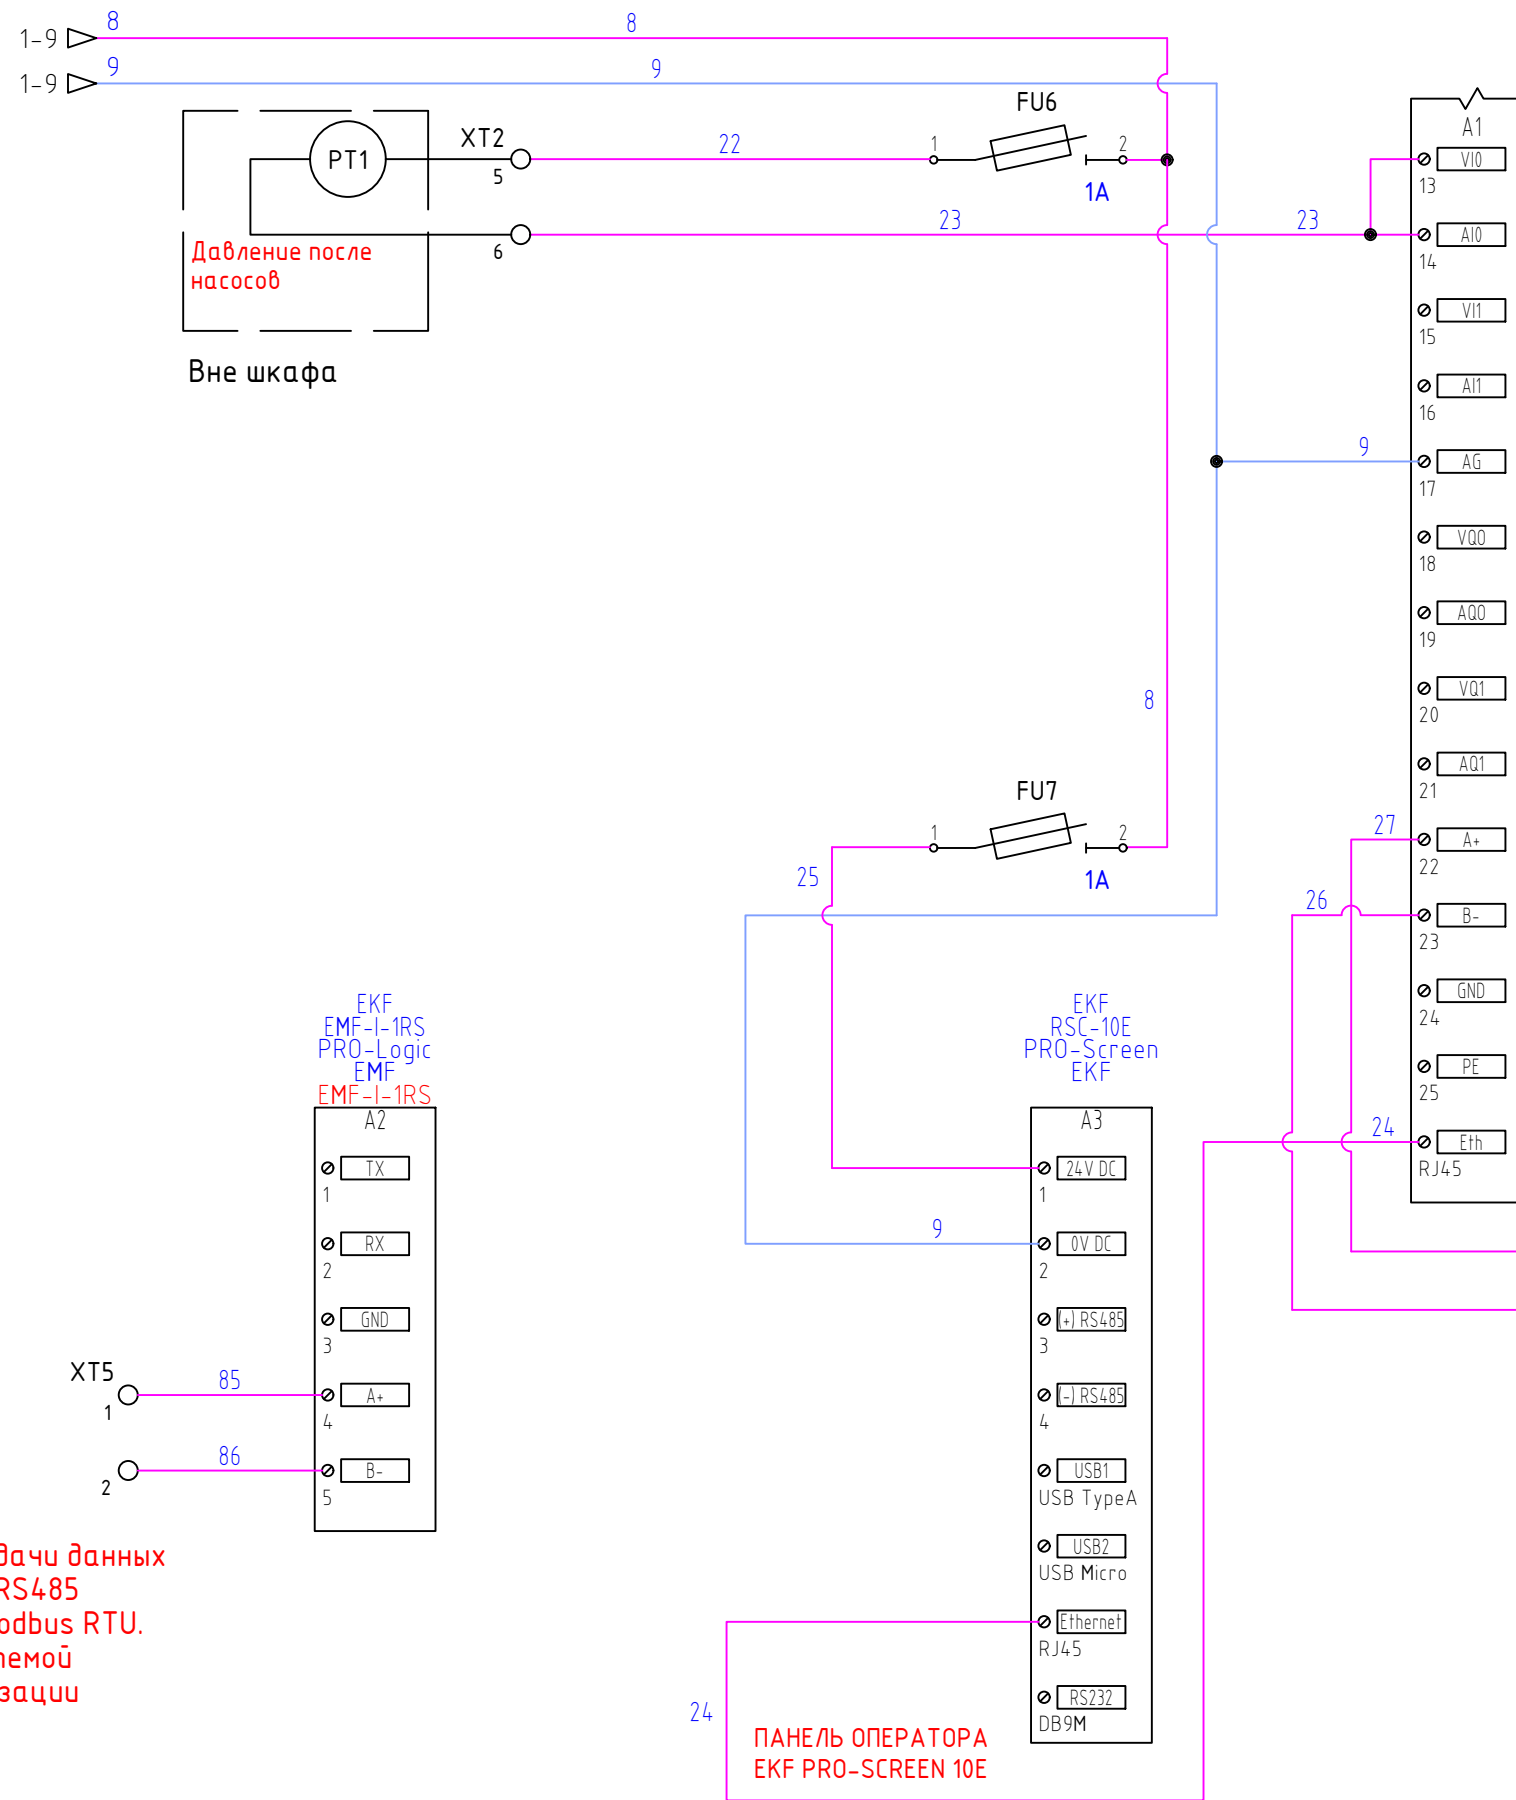 1-9 8 8
1-9 9 9
XT2
22
FU6
1 2
1A
PT1
5
6
23 23
Давление после
насосов
Вне шкафа
A1
VI0
13
AI0
14
VI1
15
AI1
16
9
AG
17
VQ0
18
AQ0
19
VQ1
20
AQ1
21
27
A+
22
26
B-
23
GND
24
PE
25
24
Eth
RJ45
8
FU7
1 2
1A
25
EKF
EMF-I-1RS
PRO-Logic
EMF
EMF-I-1RS
A2
TX
1
RX
2
GND
3
A+
4
B-
5
XT5
1
85
2
86
дачи данных
RS485
odbus RTU.
темой
зации
EKF
RSC-10E
PRO-Screen
EKF
A3
24V DC
1
9
0V DC
2
(+) RS485
3
(-) RS485
4
USB1
USB TypeA
USB2
USB Micro
Ethernet
RJ45
RS232
DB9M
24
ПАНЕЛЬ ОПЕРАТОРА
EKF PRO-SCREEN 10E